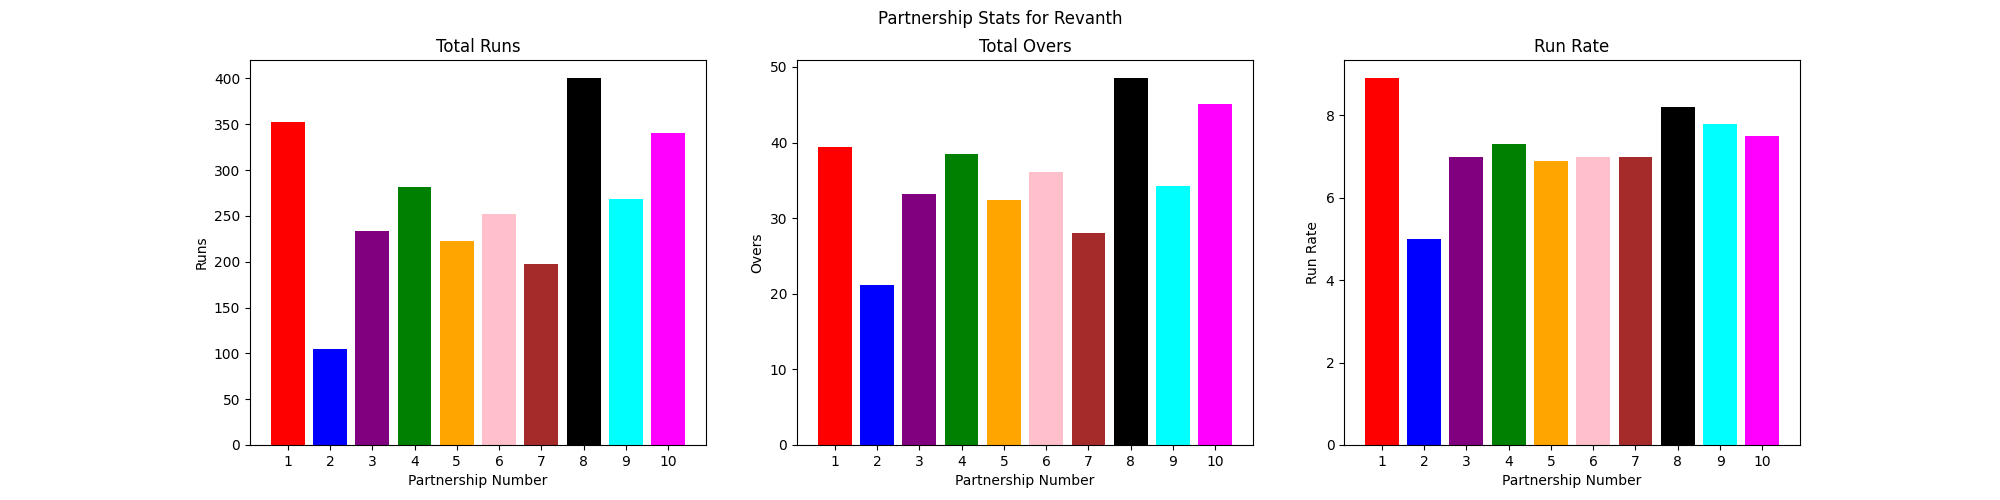 Partnership Stats for Revanth
Total Runs
Runs
400
350
300
250
200
150
100
50
0
1 2 3 4 5 6 7 8 9 10
Partnership Number
Total Overs
Overs
50
40
30
20
10
0
1 2 3 4 5 6 7 8 9 10
Partnership Number
Run Rate
Run Rate
8
6
4
2
0
1 2 3 4 5 6 7 8 9 10
Partnership Number